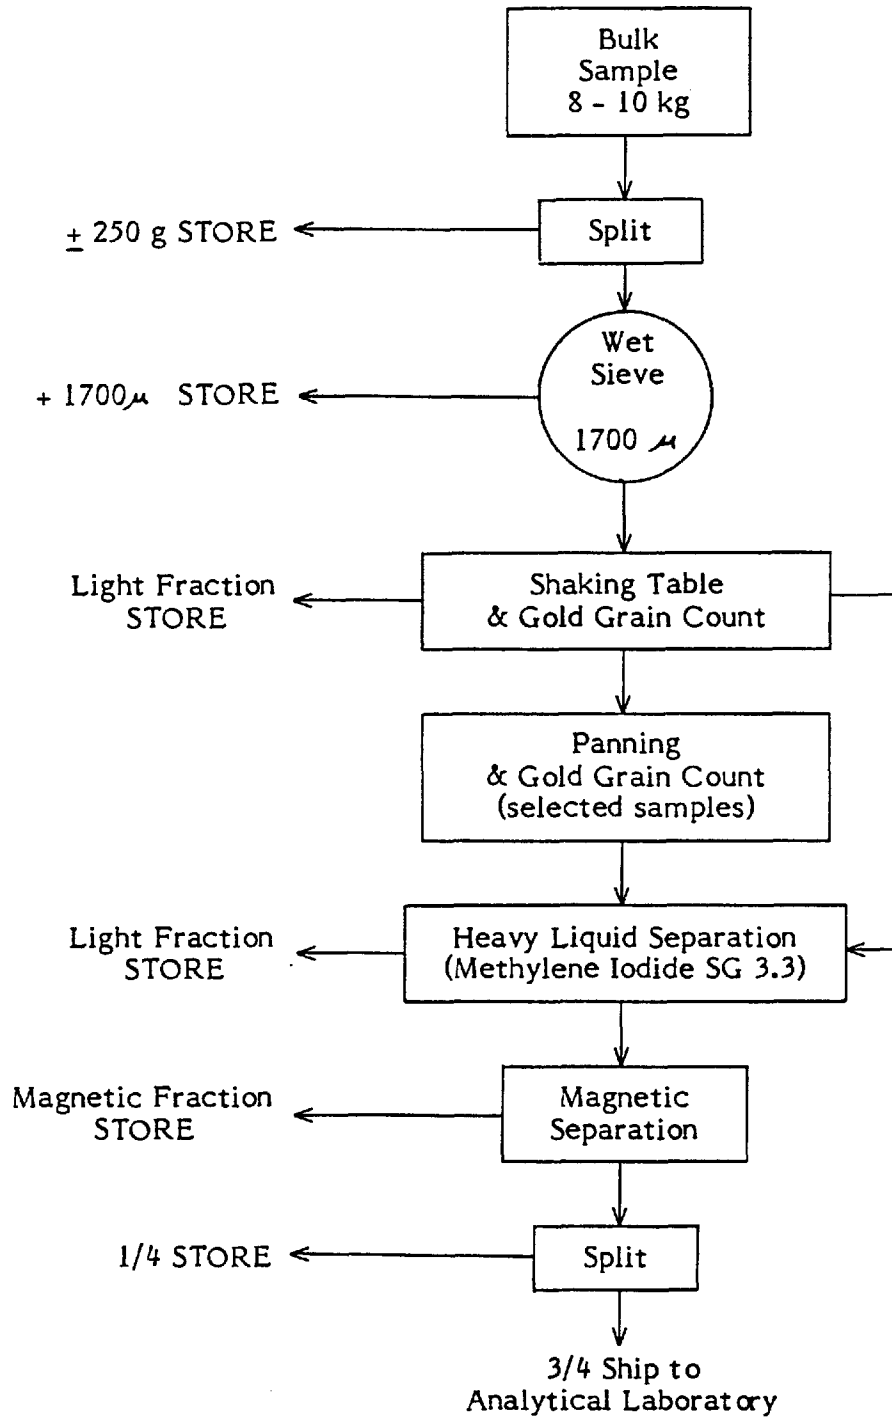 Bulk
Sample
8 - 10 kg
± 250 g STORE
Split
Wet
Sieve
1700 μ
+ 1700μ STORE
Light Fraction
STORE
Shaking Table
& Gold Grain Count
Panning
& Gold Grain Count
(selected samples)
Light Fraction
STORE
Heavy Liquid Separation
(Methylene Iodide SG 3.3)
Magnetic Fraction
STORE
Magnetic
Separation
1/4 STORE
Split
3/4 Ship to
Analytical Laboratory